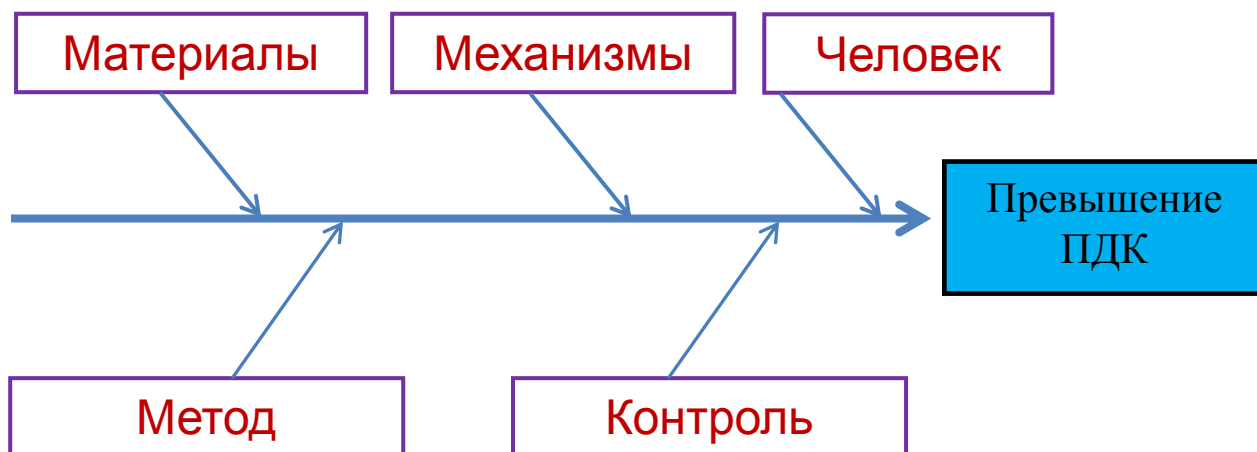 Материалы
Механизмы
Человек
Превышение
ПДК
Метод
Контроль